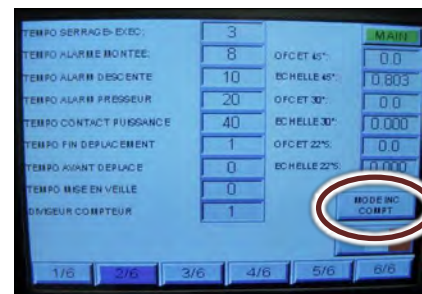 TEMPO SERRAGE> EXEC: 3 MAIN
TEMPO ALARME MONTEE: 8 OFCET 45°: 0.0
TEMPO ALARM DESCENTE 10 ECHELLE 45°: 0.803
TEMPO ALARM PRESSEUR 20 OFCET 30°: 0.0
TEMPO CONTACT PUISSANCE 40 ECHELLE 30°: 0.000
TEMPO FIN DEPLACEMENT 1 OFCET 22°5: 0.0
TEMPO AVANT DEPLACE 0 ECHELLE 22°5: 0.000
TEMPO MISE EN VEILLE 0
DIVISEUR COMPTEUR 1
MODE INC
COMPT
1/6 2/6 3/6 4/6 5/6 6/6